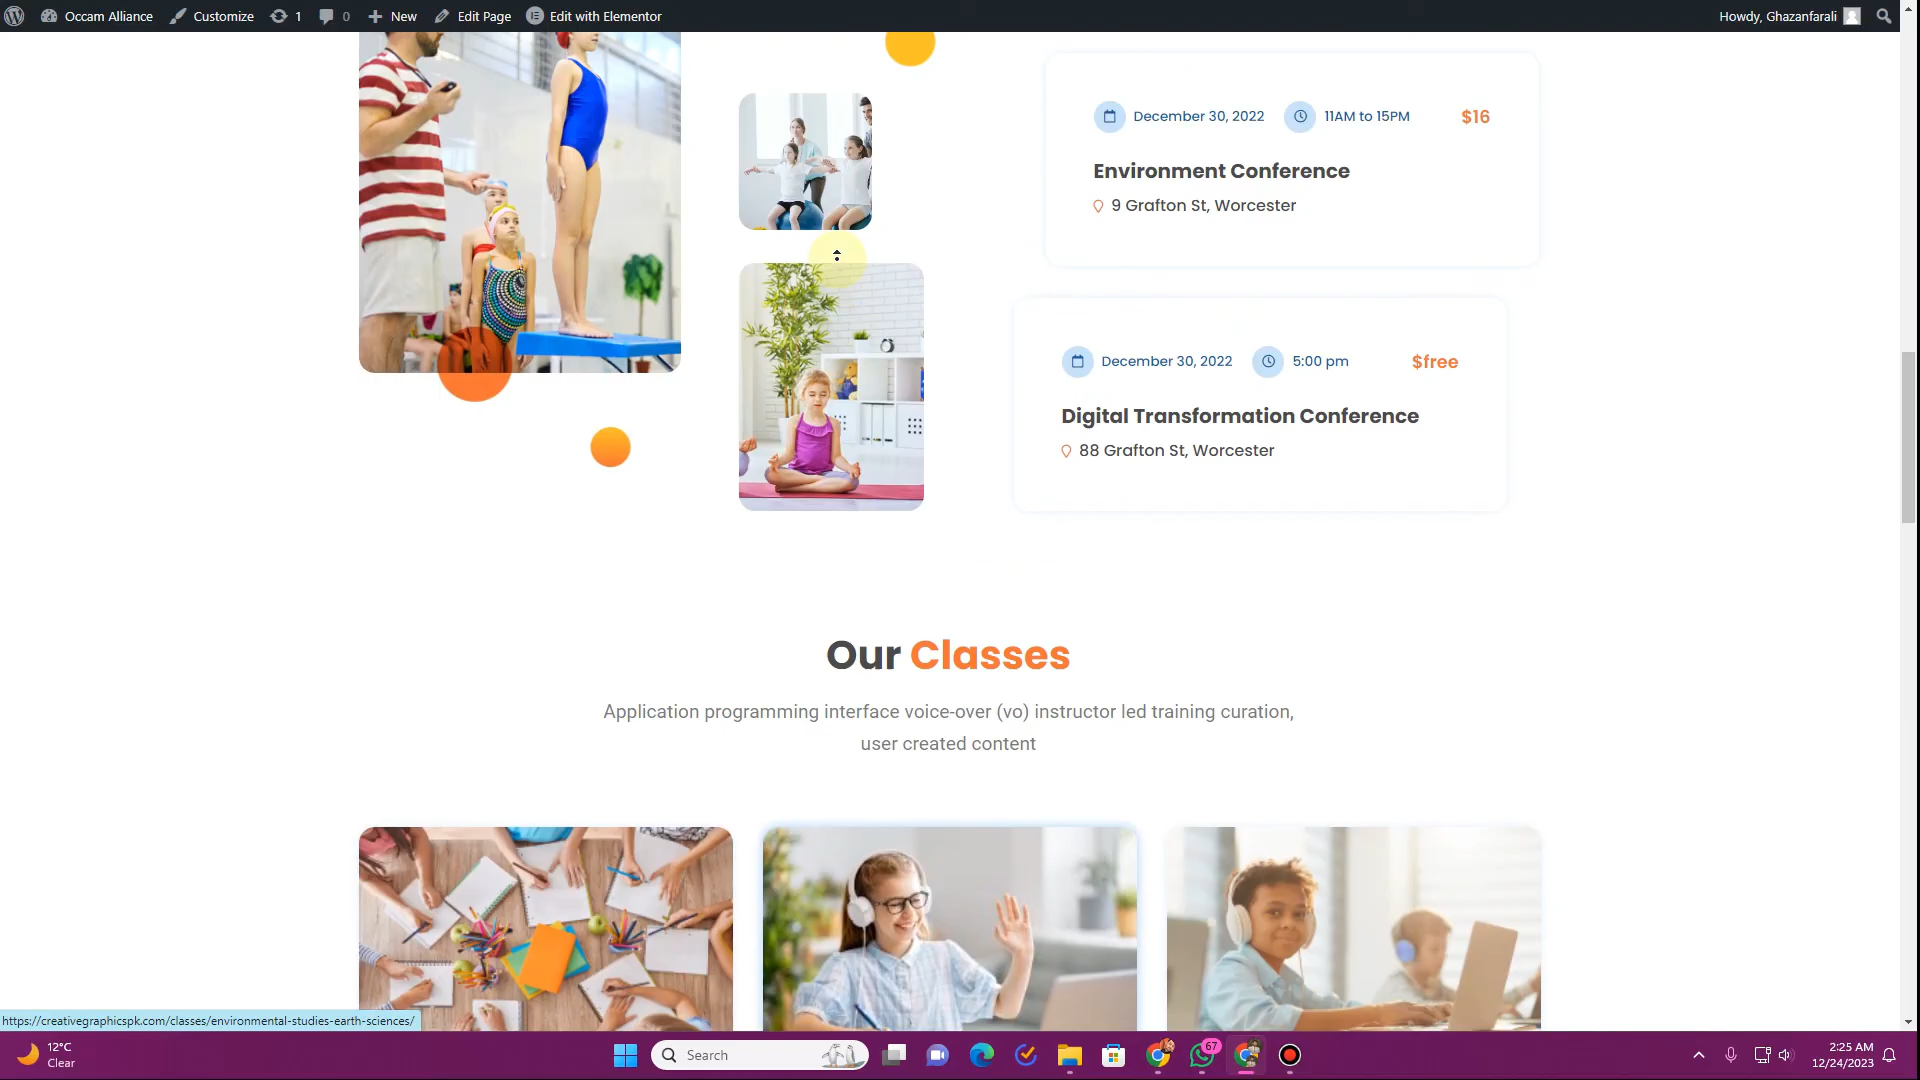 Occam Alliance Customize 1 0 New Edit Page Edit with Elementor Howdy, Ghazanfarali
December 30, 2022 11AM to 15PM $16
Environment Conference
9 Grafton St, Worcester
December 30, 2022 5:00 pm $free
Digital Transformation Conference
88 Grafton St, Worcester
Our Classes
Application programming interface voice-over (vo) instructor led training curation,
user created content
https://creativegraphicspk.com/classes/environmental-studies-earth-sciences/
12°C
Clear
Search
67
2:25 AM
12/24/2023